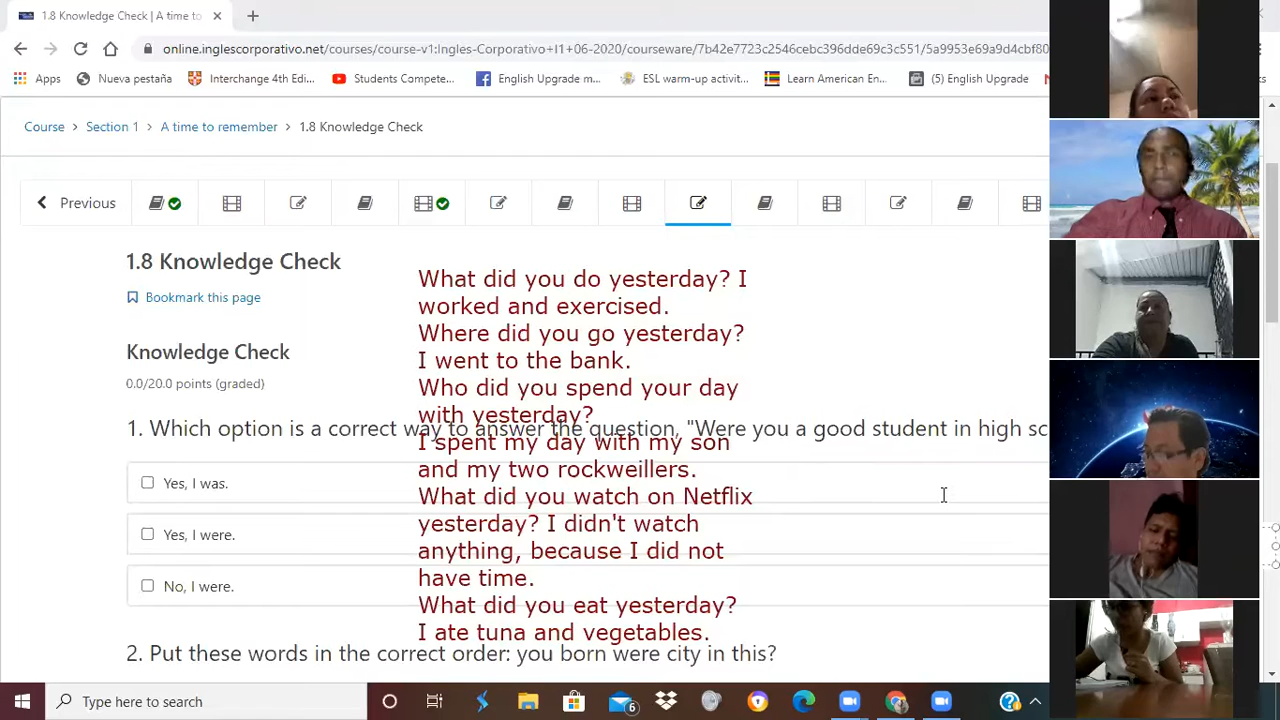 1.8 Knowledge Check | A time to
online.inglescorporativo.net/courses/course-v1:Ingles-Corporativo+I1+06-2020/courseware/7b42e7723c2546cebc396dde69c3c551/5a9953e69a9d4cbf80
Apps Nueva pestaña Interchange 4th Edi... Students Compete... English Upgrade m... ESL warm-up activit... Learn American En... (5) English Upgrade
Course > Section 1 > A time to remember > 1.8 Knowledge Check
Previous
1.8 Knowledge Check
Bookmark this page
Knowledge Check
0.0/20.0 points (graded)
1. Which option is a correct way to answer the question, "Were you a good student in high sc
Yes, I was.
Yes, I were.
No, I were.
2. Put these words in the correct order: you born were city in this?
What did you do yesterday? I
worked and exercised.
Where did you go yesterday?
I went to the bank.
Who did you spend your day
with yesterday?
I spent my day with my son
and my two rockweillers.
What did you watch on Netflix
yesterday? I didn't watch
anything, because I did not
have time.
What did you eat yesterday?
I ate tuna and vegetables.
Type here to search
6